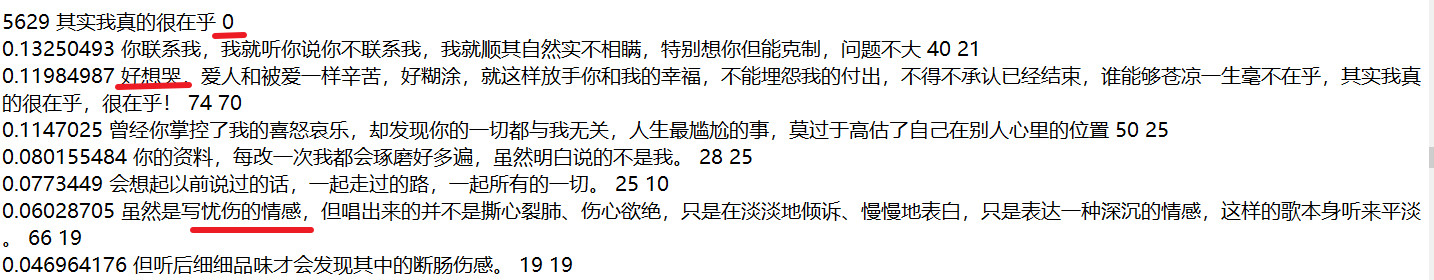 5629 其实我真的很在乎 0
0.13250493 你联系我，我就听你说你不联系我，我就顺其自然实不相瞒，特别想你但能克制，问题不大 40 21
0.11984987 好想哭，爱人和被爱一样辛苦，好糊涂，就这样放手你和我的幸福，不能埋怨我的付出，不得不承认已经结束，谁能够苍凉一生毫不在乎，其实我真
的很在乎，很在乎！ 74 70
0.1147025 曾经你掌控了我的喜怒哀乐，却发现你的一切都与我无关，人生最尴尬的事，莫过于高估了自己在别人心里的位置 50 25
0.080155484 你的资料，每改一次我都会琢磨好多遍，虽然明白说的不是我。 28 25
0.0773449 会想起以前说过的话，一起走过的路，一起所有的一切。 25 10
0.06028705 虽然是写忧伤的情感，但唱出来的并不是撕心裂肺、伤心欲绝，只是在淡淡地倾诉、慢慢地表白，只是表达一种深沉的情感，这样的歌本身听来平淡
。 66 19
0.046964176 但听后细细品味才会发现其中的断肠伤感。 19 19